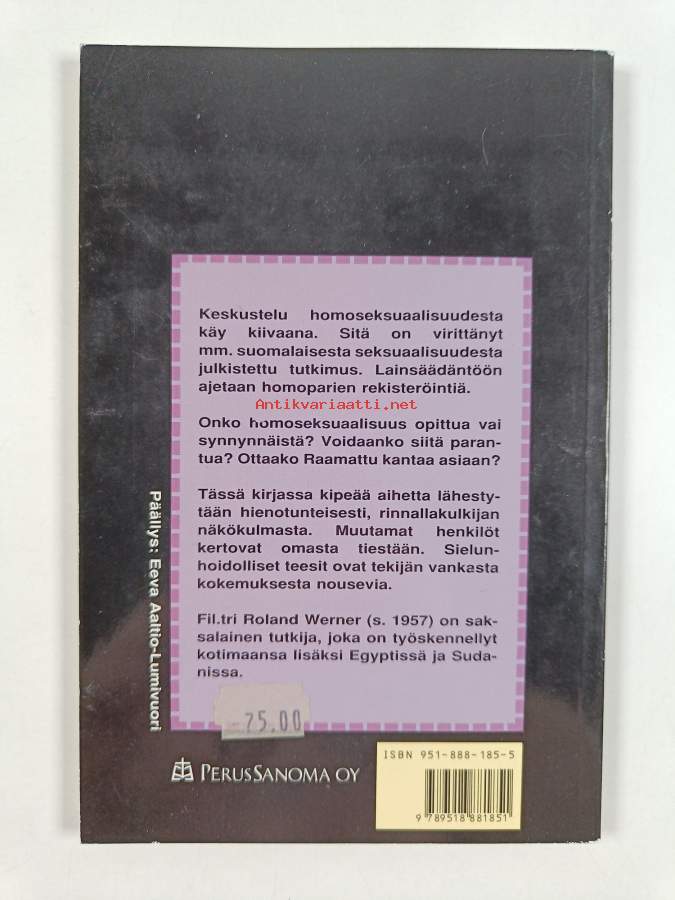 Keskustelu homoseksuaalisuudesta
käy kiivaana. Sitä on virittänyt
mm. suomalaisesta seksuaalisuudesta
julkistettu tutkimus. Lainsäädäntöön
ajetaan homoparien rekisteröintiä.
Antikvariaatti.net
Onko homoseksuaalisuus opittua vai
synnynnäistä? Voidaanko siitä paran-
tua? Ottaako Raamattu kantaa asiaan?
Tässä kirjassa kipeää aihetta lähesty-
tään hienotunteisesti, rinnallakulkijan
näkökulmasta. Muutamat henkilöt
kertovat omasta tiestään. Sielun-
hoidolliset teesit ovat tekijän vankasta
kokemuksesta nousevia.
Fil.tri Roland Werner (s. 1957) on sak-
salainen tutkija, joka on työskennellyt
kotimaansa lisäksi Egyptissä ja Suda-
nissa.
75.00
Päällys: Eeva Aaltio-Lumivuori
PERUSSANOMA OY
ISBN 951-888-185-5
9 789518 881851